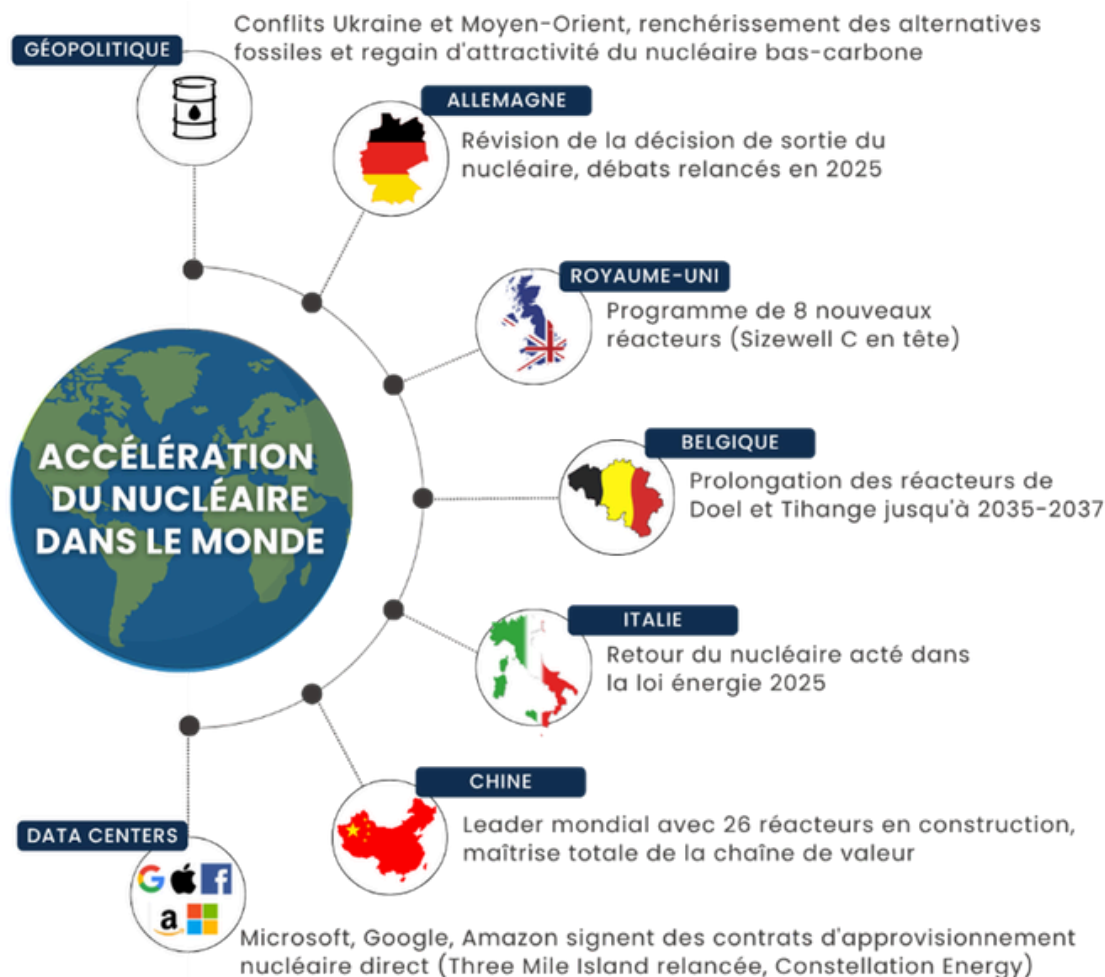 GÉOPOLITIQUE
Conflits Ukraine et Moyen-Orient, renchérissement des alternatives
fossiles et regain d'attractivité du nucléaire bas-carbone
ALLEMAGNE
Révision de la décision de sortie du
nucléaire, débats relancés en 2025
ROYAUME-UNI
Programme de 8 nouveaux
réacteurs (Sizewell C en tête)
BELGIQUE
Prolongation des réacteurs de
Doel et Tihange jusqu'à 2035-2037
ITALIE
Retour du nucléaire acté dans
la loi énergie 2025
CHINE
Leader mondial avec 26 réacteurs en construction,
maîtrise totale de la chaîne de valeur
DATA CENTERS
Microsoft, Google, Amazon signent des contrats d'approvisionnement
nucléaire direct (Three Mile Island relancée, Constellation Energy)
ACCÉLÉRATION
DU NUCLÉAIRE
DANS LE MONDE